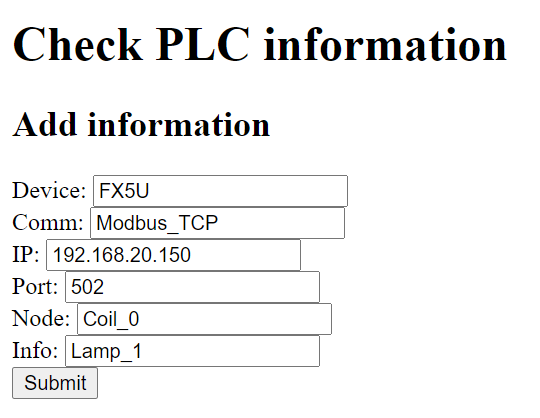 Check PLC information
Add information
Device: FX5U
Comm: Modbus_TCP
IP: 192.168.20.150
Port: 502
Node: Coil_0
Info: Lamp_1
Submit